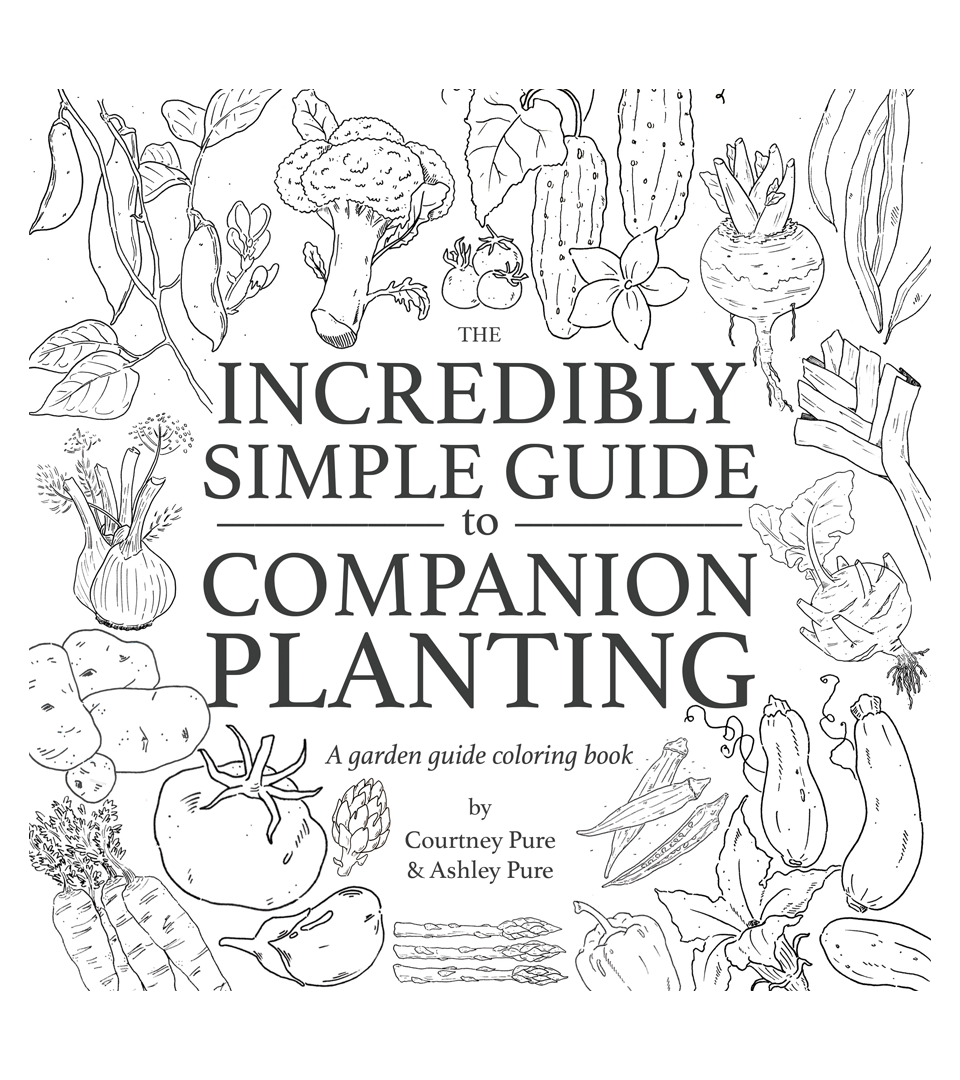 THE
INCREDIBLY
SIMPLE GUIDE
to
COMPANION
PLANTING
A garden guide coloring book
by
Courtney Pure
& Ashley Pure